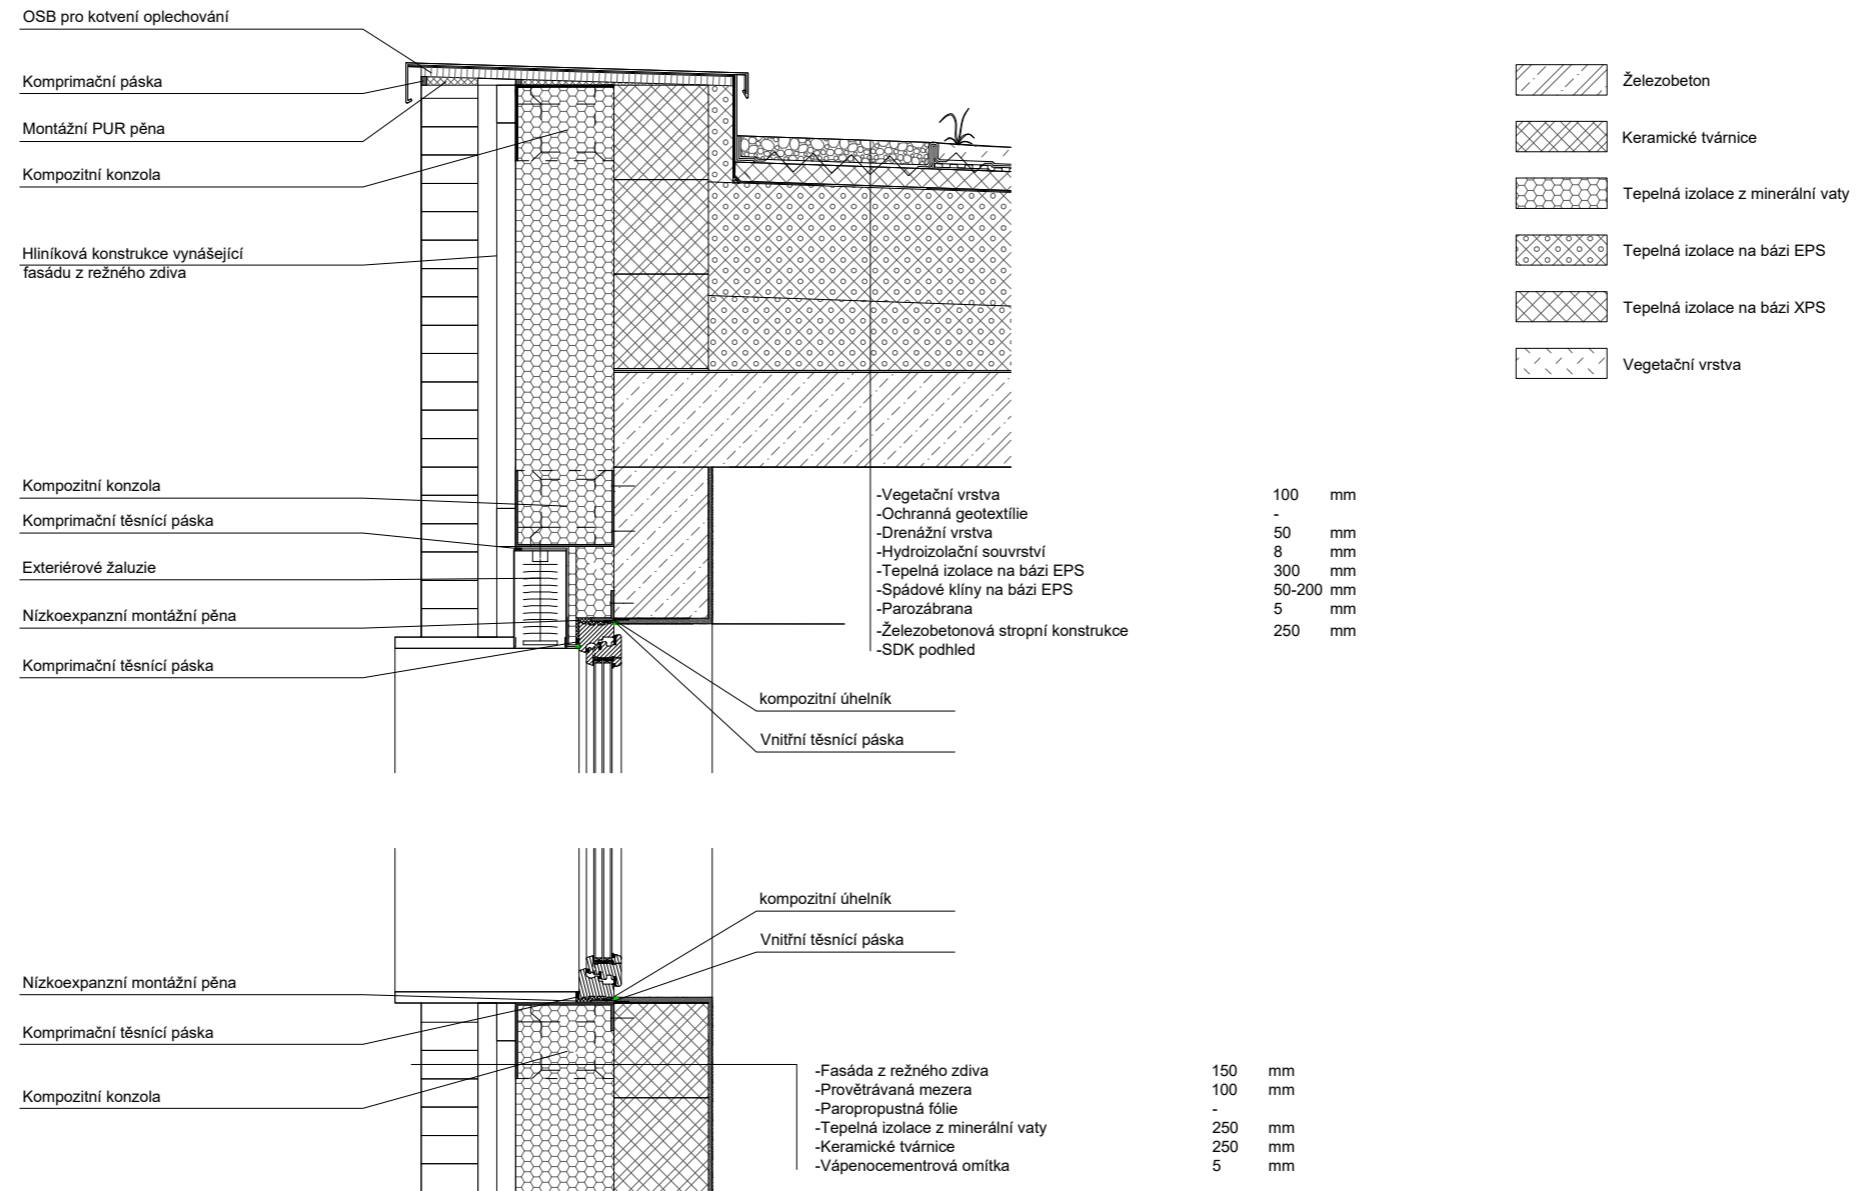 OSB pro kotvení oplechování
Komprimační páska
Montážní PUR pěna
Kompozitní konzola
Hliníková konstrukce vynášející
fasádu z režného zdiva
Kompozitní konzola
Komprimační těsnící páska
Exteriérové žaluzie
Nízkoexpanzní montážní pěna
Komprimační těsnící páska
Nízkoexpanzní montážní pěna
Komprimační těsnící páska
Kompozitní konzola
kompozitní úhelník
Vnitřní těsnící páska
kompozitní úhelník
Vnitřní těsnící páska
-Vegetační vrstva 100 mm
-Ochranná geotextílie -
-Drenážní vrstva 50 mm
-Hydroizolační souvrství 8 mm
-Tepelná izolace na bázi EPS 300 mm
-Spádové klíny na bázi EPS 50-200 mm
-Parozábrana 5 mm
-Železobetonová stropní konstrukce 250 mm
-SDK podhled
-Fasáda z režného zdiva 150 mm
-Provětrávaná mezera 100 mm
-Paropropustná fólie -
-Tepelná izolace z minerální vaty 250 mm
-Keramické tvárnice 250 mm
-Vápenocementrová omítka 5 mm
Železobeton
Keramické tvárnice
Tepelná izolace z minerální vaty
Tepelná izolace na bázi EPS
Tepelná izolace na bázi XPS
Vegetační vrstva